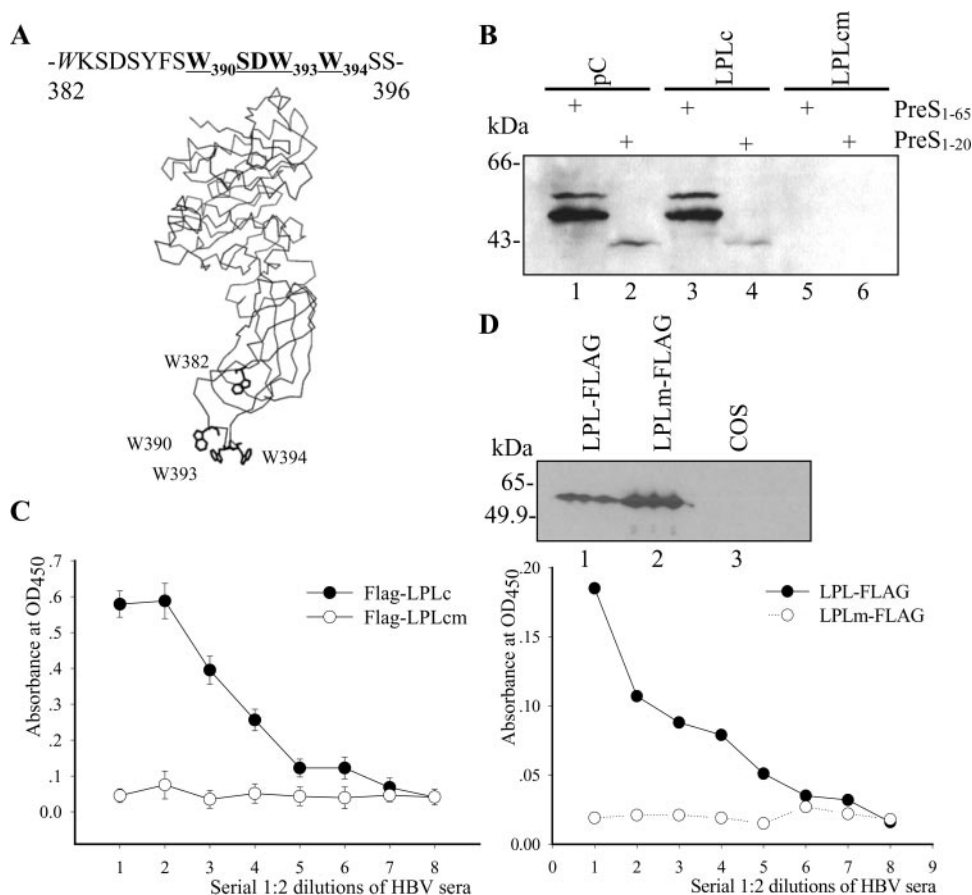 A
-WKSDSYFSW390SDW393W394SS-
382 396
W382
W390
W394
W393
B
pC
LPLc
LPLcm
+ + + PreS1-65
kDa + + + PreS1-20
66-
43-
1 2 3 4 5 6
C
.7
.6
.5
.4
.3
.2
.1
0.0
Absorbance at OD450
Flag-LPLc
Flag-LPLcm
1 2 3 4 5 6 7 8
Serial 1:2 dilutions of HBV sera
D
LPL-FLAG
LPLm-FLAG
COS
kDa
65-
49.9-
1 2 3
0.20
.15
.10
.05
0.00
Absorbance at OD450
LPL-FLAG
LPLm-FLAG
0 1 2 3 4 5 6 7 8 9
Serial 1:2 dilutions of HBV sera